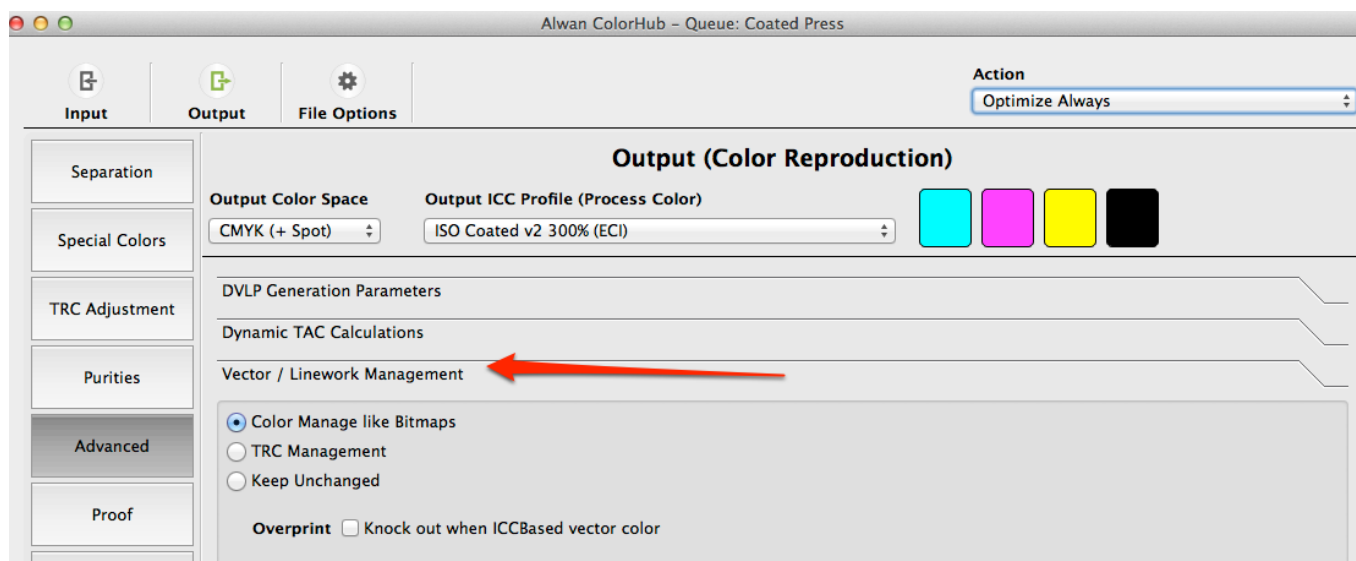 Alwan ColorHub – Queue: Coated Press
Input
Output
File Options
Action
Optimize Always
Separation
Special Colors
TRC Adjustment
Purities
Advanced
Proof
Output (Color Reproduction)
Output Color Space
Output ICC Profile (Process Color)
CMYK (+ Spot)
ISO Coated v2 300% (ECI)
DVLP Generation Parameters
Dynamic TAC Calculations
Vector / Linework Management
Color Manage like Bitmaps
TRC Management
Keep Unchanged
Overprint Knock out when ICCBased vector color